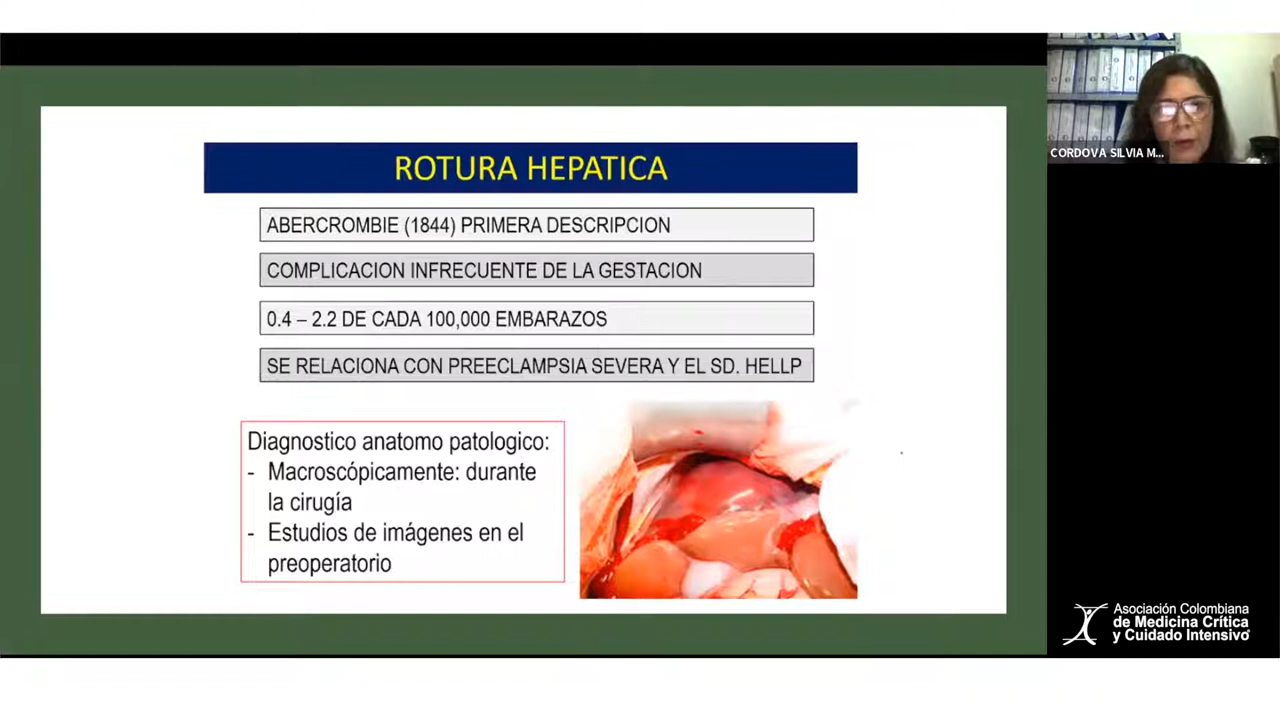 ROTURA HEPATICA
ABERCROMBIE (1844) PRIMERA DESCRIPCION
COMPLICACION INFRECUENTE DE LA GESTACION
0.4 – 2.2 DE CADA 100,000 EMBARAZOS
SE RELACIONA CON PREECLAMPSIA SEVERA Y EL SD. HELLP
Diagnostico anatomo patologico:
- Macroscópicamente: durante
la cirugía
- Estudios de imágenes en el
preoperatorio
CORDOVA SILVIA M...
Asociación Colombiana
de Medicina Crítica
y Cuidado Intensivo